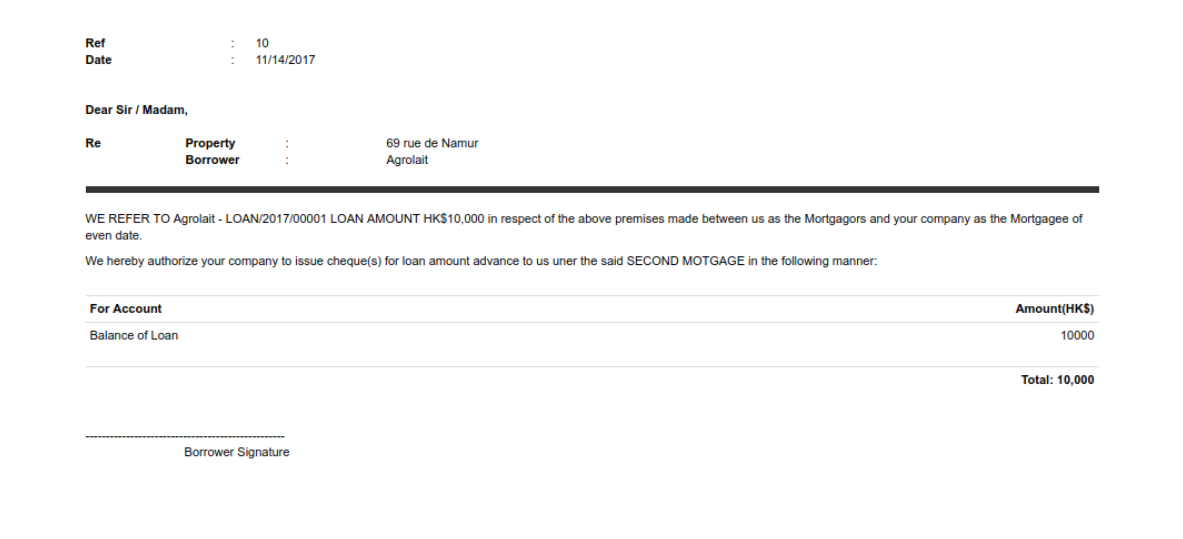 Ref : 10
Date : 11/14/2017
Dear Sir / Madam,
Re Property : 69 rue de Namur
Borrower : Agrolait
WE REFER TO Agrolait - LOAN/2017/00001 LOAN AMOUNT HK$10,000 in respect of the above premises made between us as the Mortgagors and your company as the Mortgagee of
even date.
We hereby authorize your company to issue cheque(s) for loan amount advance to us uner the said SECOND MOTGAGE in the following manner:
For Account Amount(HK$)
Balance of Loan 10000
Total: 10,000
--------------------------------------------------
Borrower Signature